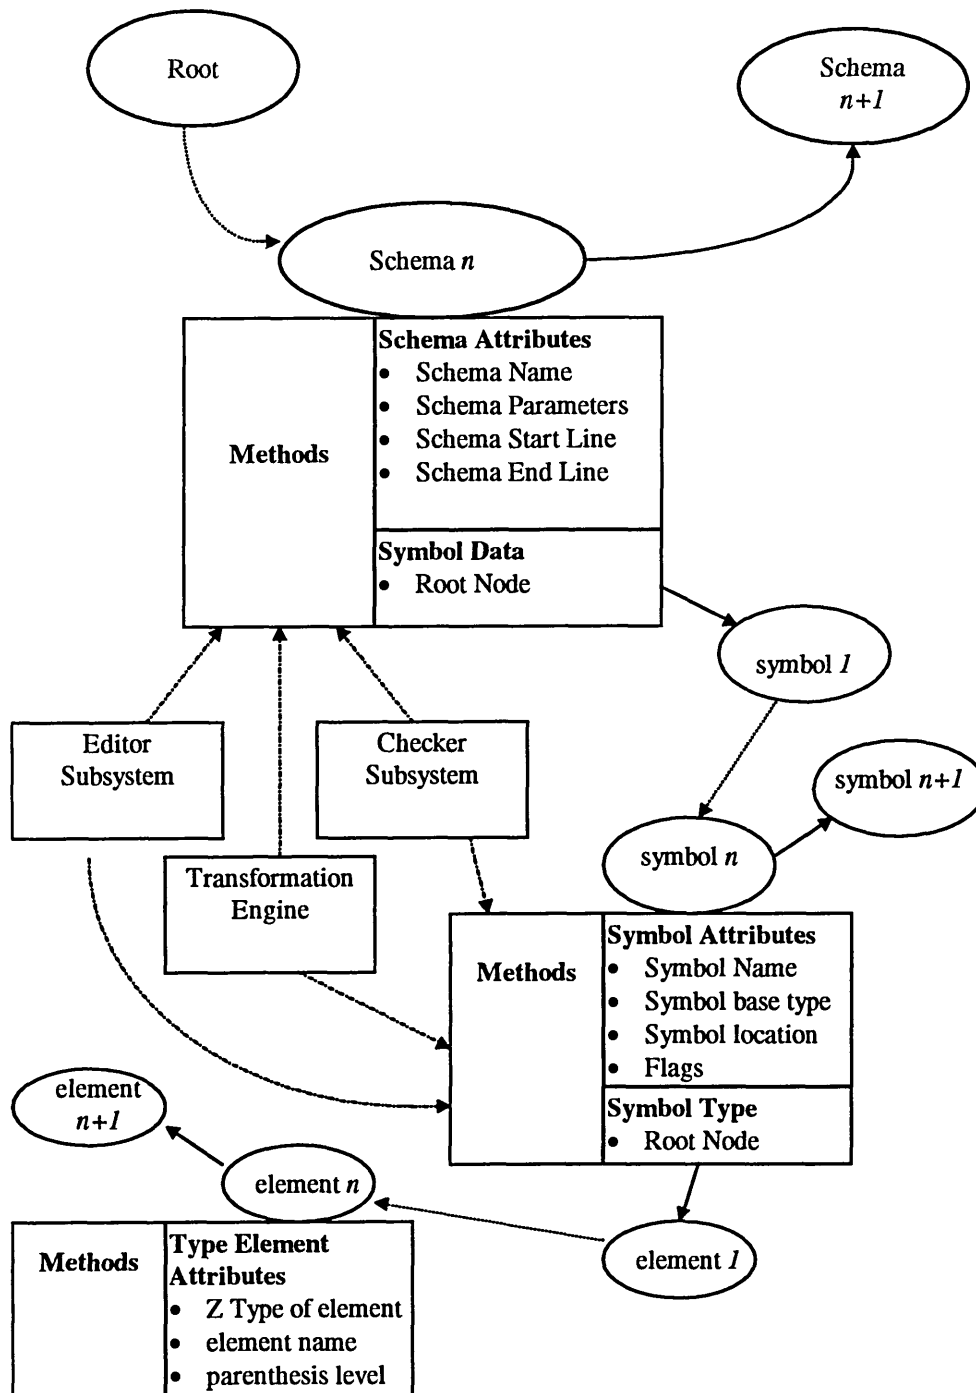 Root
Schema
n+1
Schema n
Methods
Schema Attributes
• Schema Name
• Schema Parameters
• Schema Start Line
• Schema End Line
Symbol Data
• Root Node
symbol 1
Editor
Subsystem
Checker
Subsystem
symbol n+1
symbol n
Transformation
Engine
Methods
Symbol Attributes
• Symbol Name
• Symbol base type
• Symbol location
• Flags
Symbol Type
• Root Node
element
n+1
element n
element 1
Methods
Type Element
Attributes
• Z Type of element
• element name
• parenthesis level